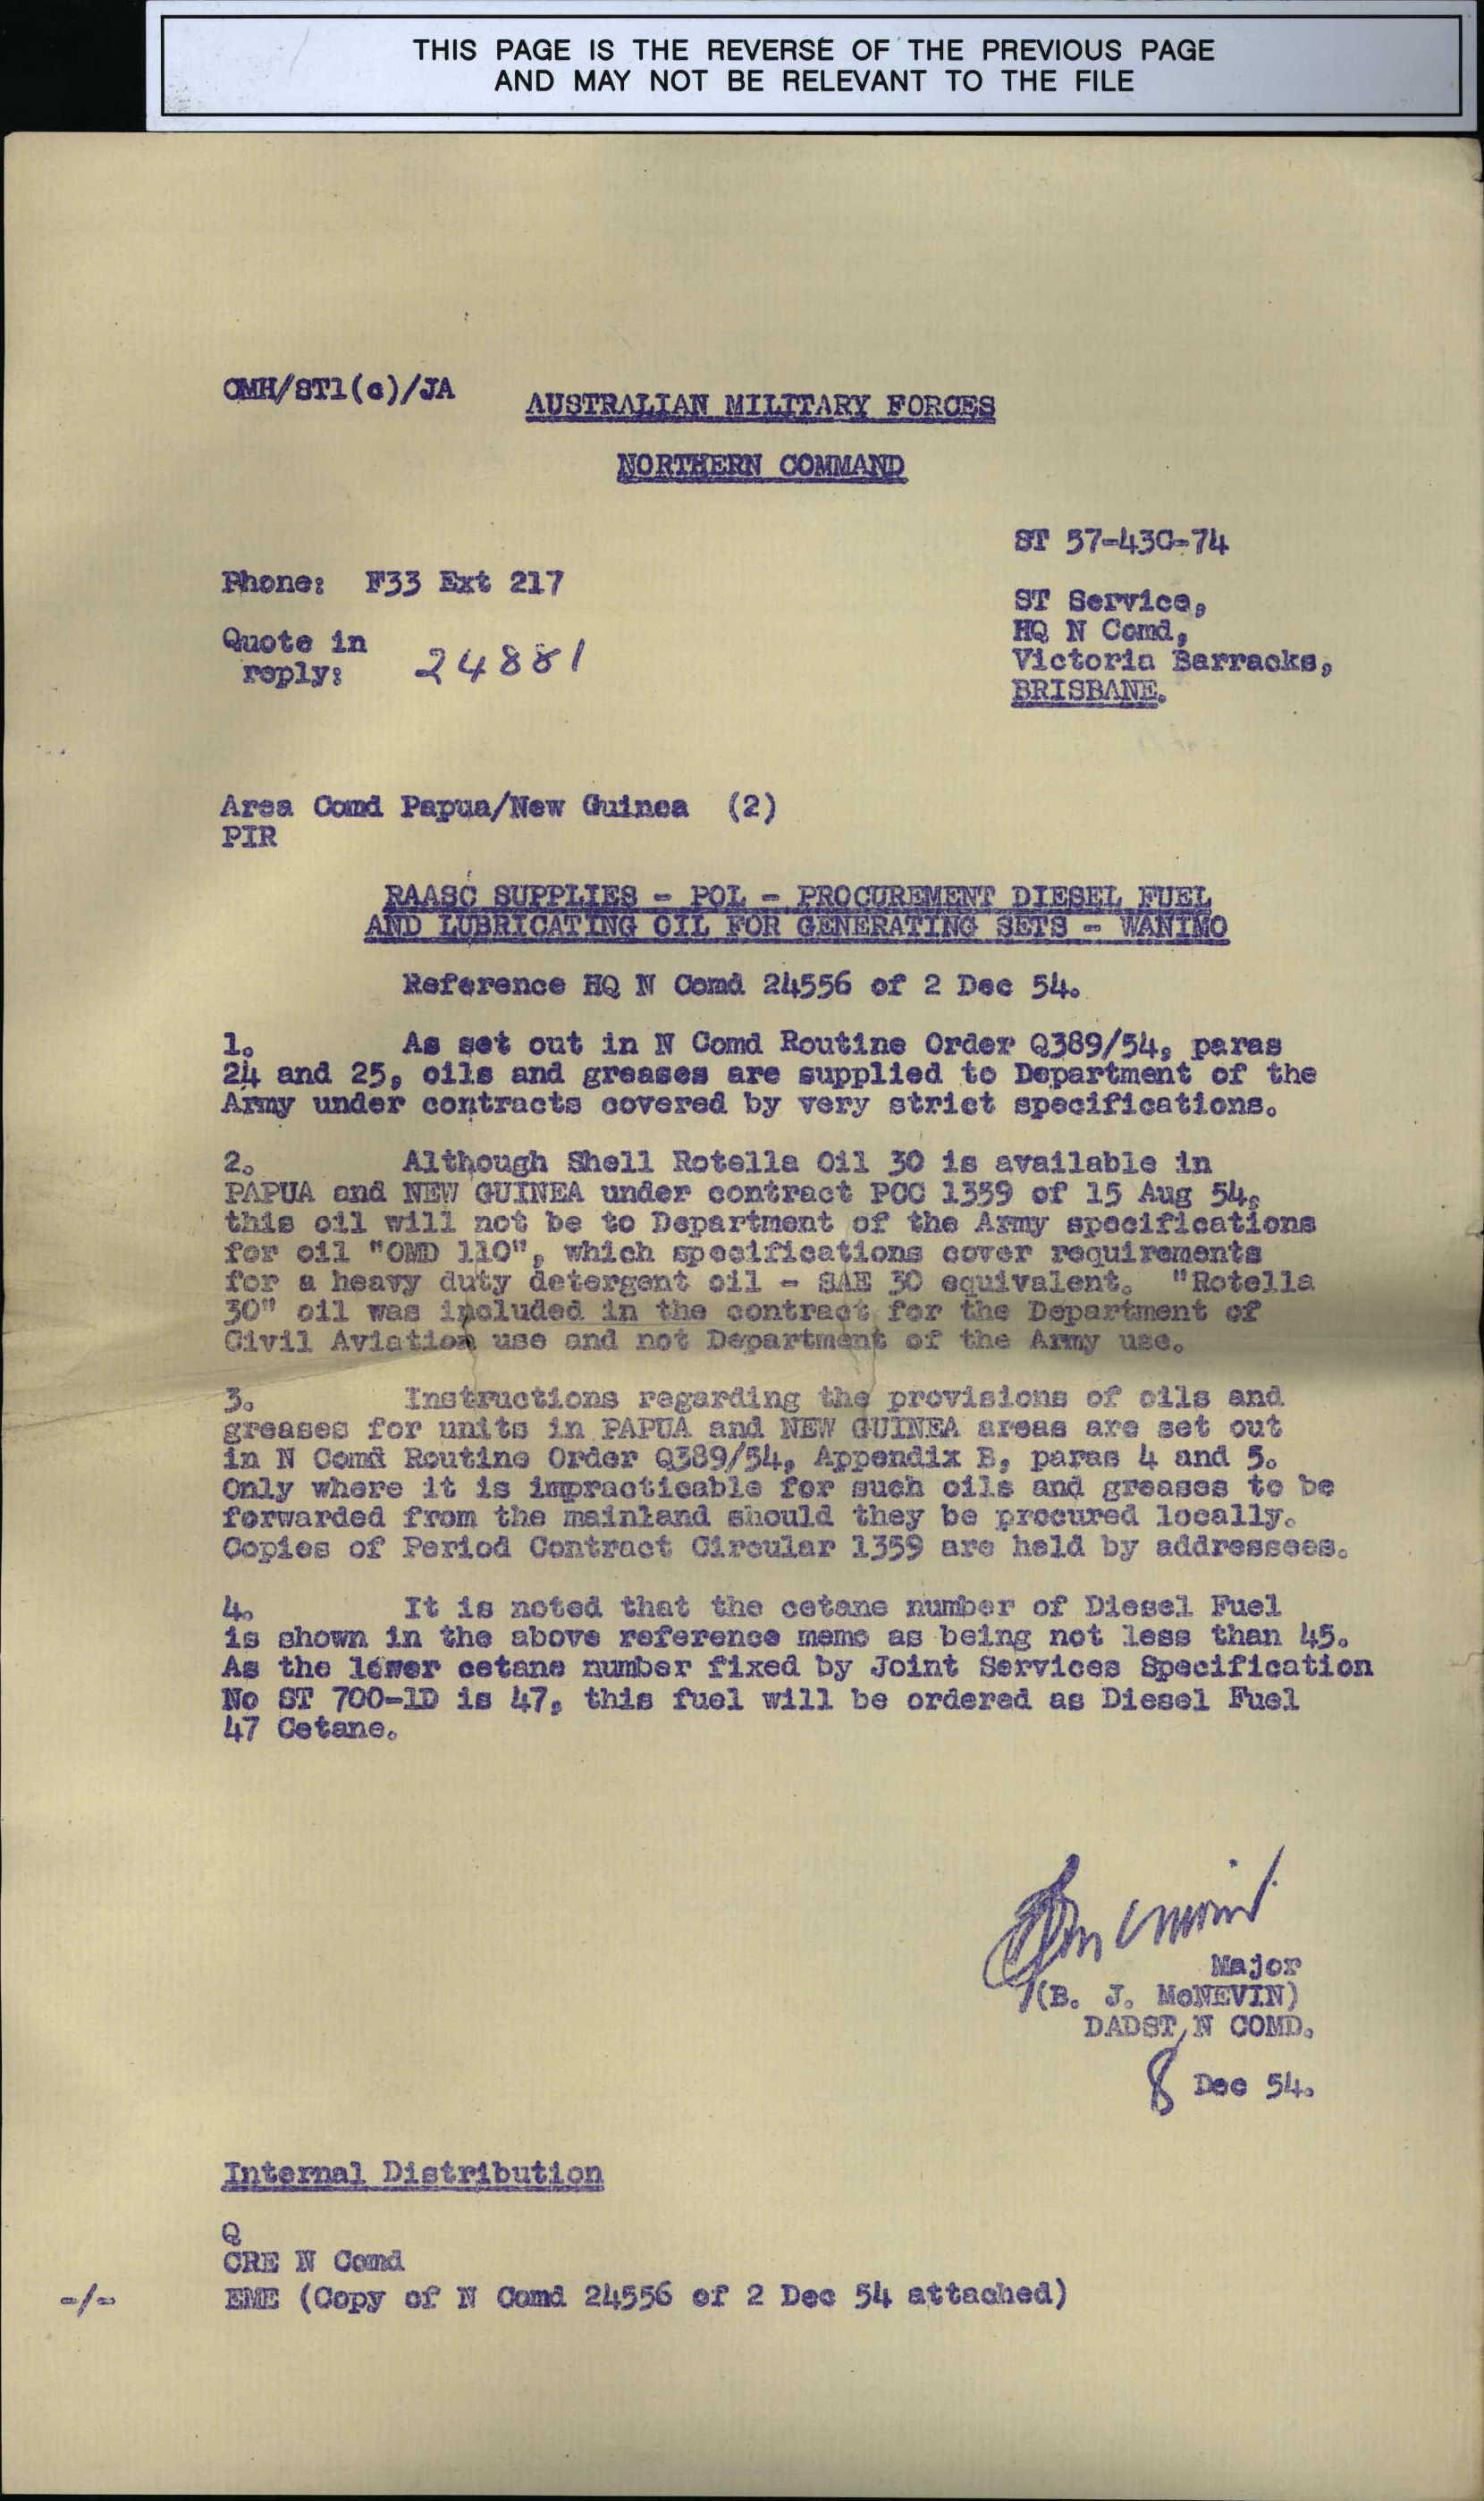 THIS PAGE IS THE REVERSE OF THE PREVIOUS PAGE
AND MAY NOT BE RELEVANT TO THE FILE
OMH/ST1(c)/JA
AUSTRALIAN MILITARY FORCES
NORTHERN COMMAND
ST 57-430-74
Phone: F33 Ext 217
ST Service,
HQ N Comd,
Victoria Barracks,
BRISBANE.
Quote in
reply: 24881
Area Comd Papua/New Guinea (2)
PIR
RAASC SUPPLIES - POL - PROCUREMENT DIESEL FUEL
AND LUBRICATING OIL FOR GENERATING SETS - WANIMO
Reference HQ N Comd 24556 of 2 Dec 54.
1. As set out in N Comd Routine Order Q389/54, paras
24 and 25, oils and greases are supplied to Department of the
Army under contracts covered by very strict specifications.
2. Although Shell Rotella Oil 30 is available in
PAPUA and NEW GUINEA under contract PCC 1359 of 15 Aug 54,
this oil will not be to Department of the Army specifications
for oil "OMD 110", which specifications cover requirements
for a heavy duty detergent oil - SAE 30 equivalent. "Rotella
30" oil was included in the contract for the Department of
Civil Aviation use and not Department of the Army use.
3. Instructions regarding the provisions of oils and
greases for units in PAPUA and NEW GUINEA areas are set out
in N Comd Routine Order Q389/54, Appendix B, paras 4 and 5.
Only where it is impracticable for such oils and greases to be
forwarded from the mainland should they be procured locally.
Copies of Period Contract Circular 1359 are held by addressees.
4. It is noted that the cetane number of Diesel Fuel
is shown in the above reference memo as being not less than 45.
As the lower cetane number fixed by Joint Services Specification
No ST 700-1D is 47, this fuel will be ordered as Diesel Fuel
47 Cetane.
Major
(B. J. McNEVIN)
DADST, N COMD.
8 Dec 54.
Internal Distribution
Q
CRE N Comd
EME (Copy of N Comd 24556 of 2 Dec 54 attached)
-/-